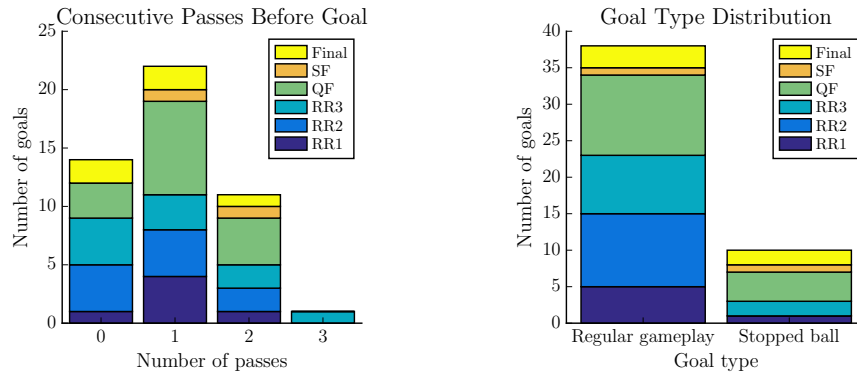 Consecutive Passes Before Goal
25
20
15
10
5
0
Number of goals
Final
SF
QF
RR3
RR2
RR1
0 1 2 3
Number of passes
Goal Type Distribution
40
35
30
25
20
15
10
5
0
Number of goals
Final
SF
QF
RR3
RR2
RR1
Regular gameplay Stopped ball
Goal type